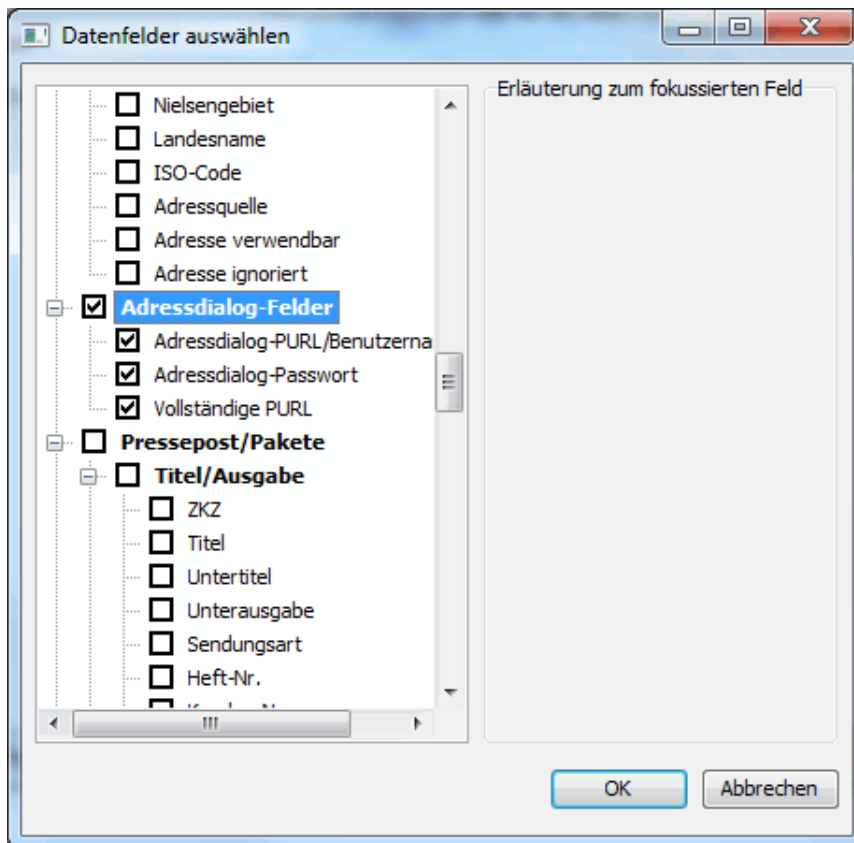 Datenfelder auswählen
Nielsengebiet
Landesname
ISO-Code
Adressquelle
Adresse verwendbar
Adresse ignoriert
Adressdialog-Felder
Adressdialog-PURL/Benutzerna
Adressdialog-Passwort
Vollständige PURL
Pressepost/Pakete
Titel/Ausgabe
ZKZ
Titel
Untertitel
Unterausgabe
Sendungsart
Heft-Nr.
Erläuterung zum fokussierten Feld
OK
Abbrechen